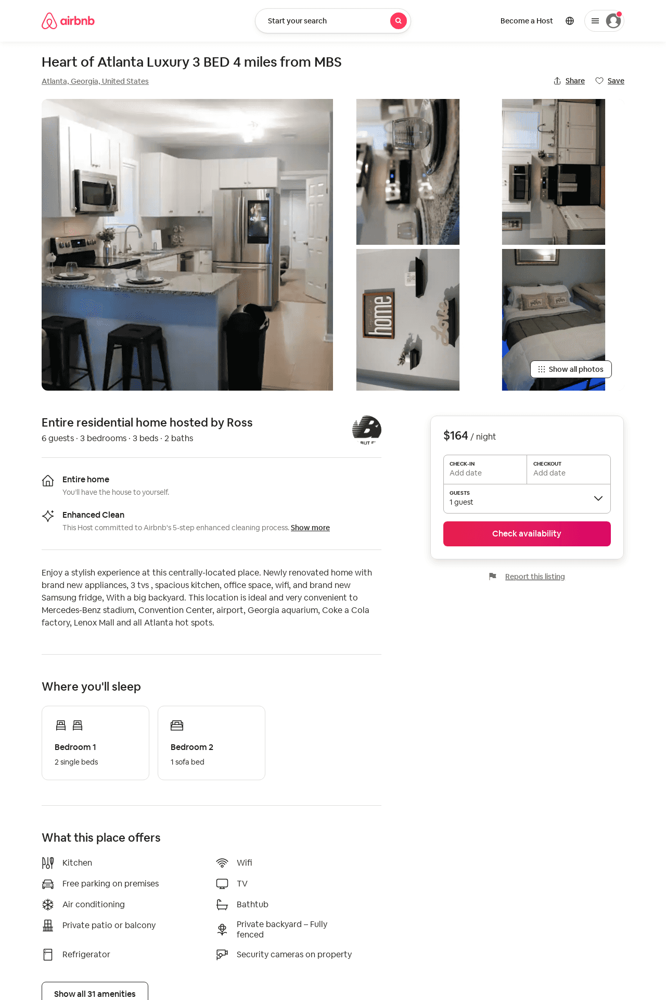 airbnb
Start your search
Become a Host
Heart of Atlanta Luxury 3 BED 4 miles from MBS
Atlanta, Georgia, United States
Share
Save
home
Love
gather
gather
Show all photos
Entire residential home hosted by Ross
6 guests · 3 bedrooms · 3 beds · 2 baths
B
BUT F
$164 / night
CHECK-IN
Add date
CHECKOUT
Add date
GUESTS
1 guest
Check availability
Report this listing
Entire home
You’ll have the house to yourself.
Enhanced Clean
This Host committed to Airbnb's 5-step enhanced cleaning process. Show more
Enjoy a stylish experience at this centrally-located place. Newly renovated home with
brand new appliances, 3 tvs , spacious kitchen, office space, wifi, and brand new
Samsung fridge, With a big backyard. This location is ideal and very convenient to
Mercedes-Benz stadium, Convention Center, airport, Georgia aquarium, Coke a Cola
factory, Lenox Mall and all Atlanta hot spots.
Where you'll sleep
Bedroom 1
2 single beds
Bedroom 2
1 sofa bed
What this place offers
Kitchen
Wifi
Free parking on premises
TV
Air conditioning
Bathtub
Private patio or balcony
Private backyard – Fully
fenced
Refrigerator
Security cameras on property
Show all 31 amenities